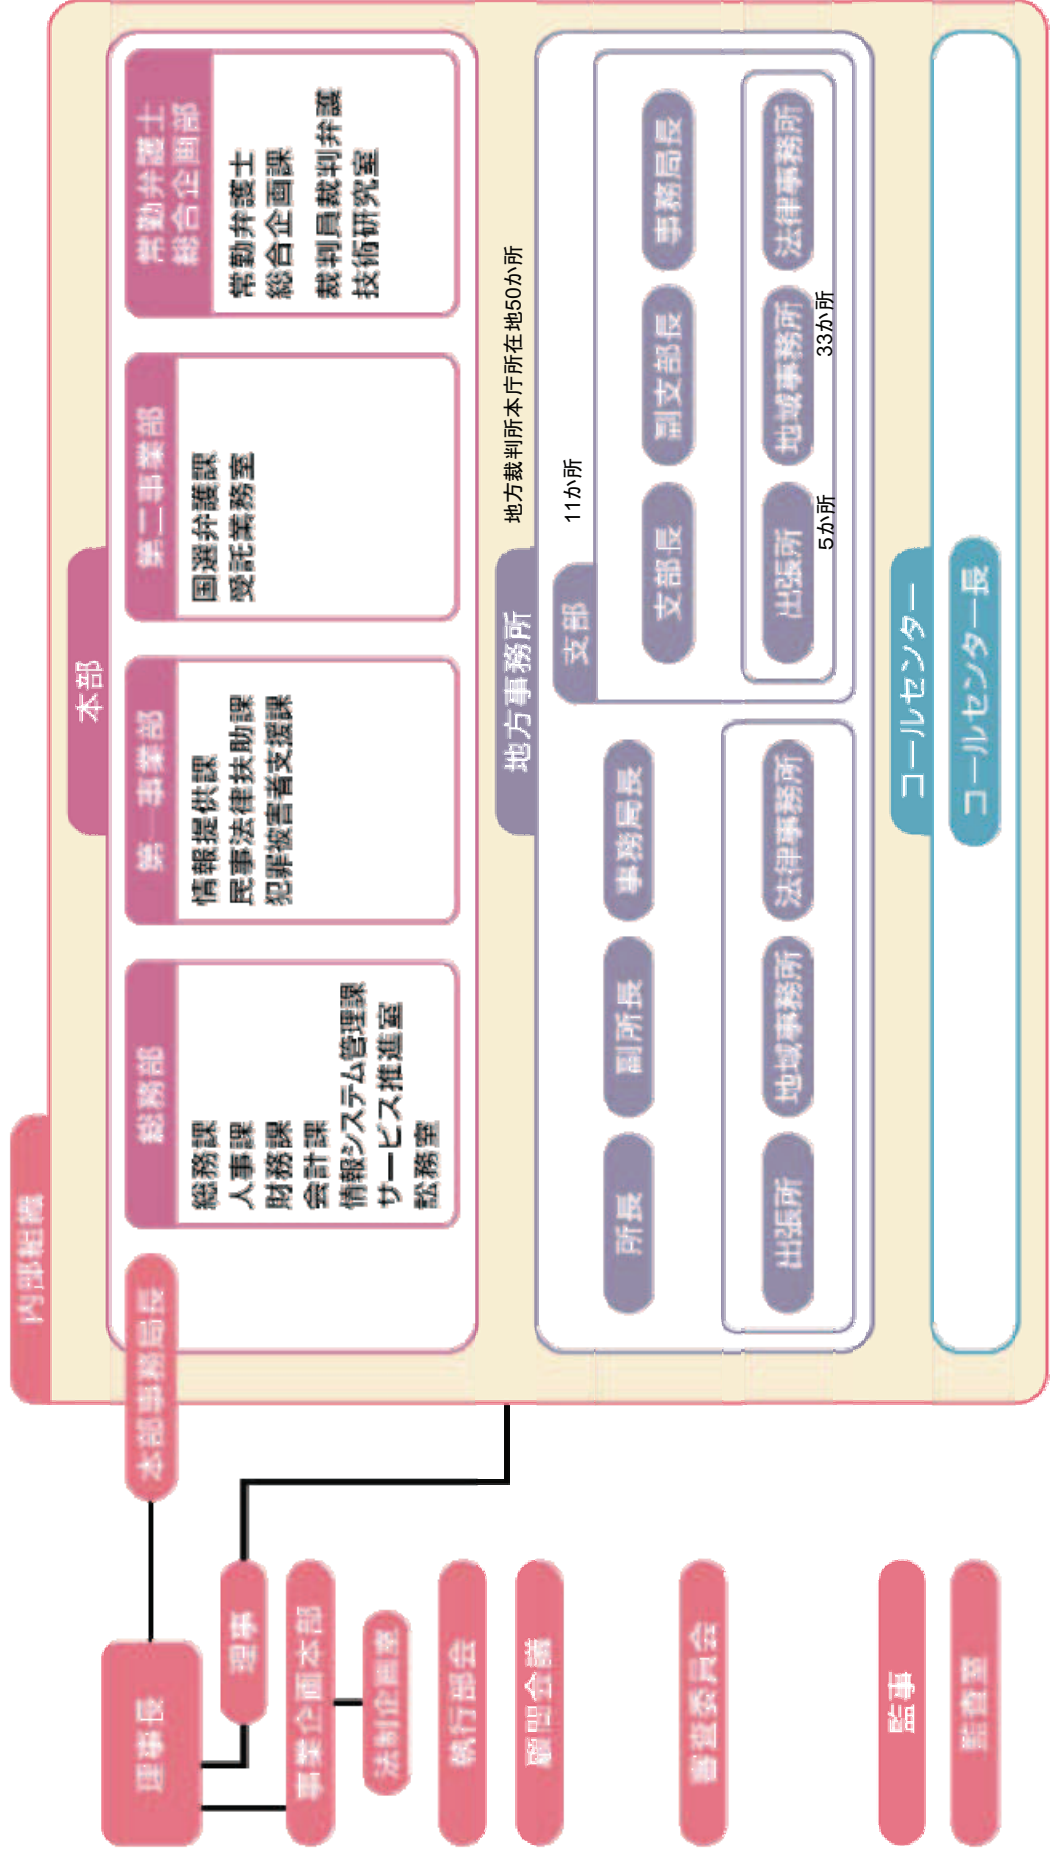 理事長
理事
事業企画本部
法制企画室
執行部会
顧問会議
審査委員会
監事
監査室
本部事務局長
内部組織
本部
総務部
総務課
人事課
財務課
会計課
情報システム管理課
サービス推進室
訟務室
第一事業部
情報提供課
民事法律扶助課
犯罪被害者支援課
第二事業部
国選弁護課
受託業務室
常勤弁護士
総合企画部
常勤弁護士
総合企画課
裁判員裁判弁護
技術研究室
地方事務所
地方裁判所本庁所在地50か所
所長
副所長
事務局長
出張所
地域事務所
法律事務所
支部
11か所
支部長
副支部長
事務局長
出張所
地域事務所
法律事務所
5か所
33か所
コールセンター
コールセンター長